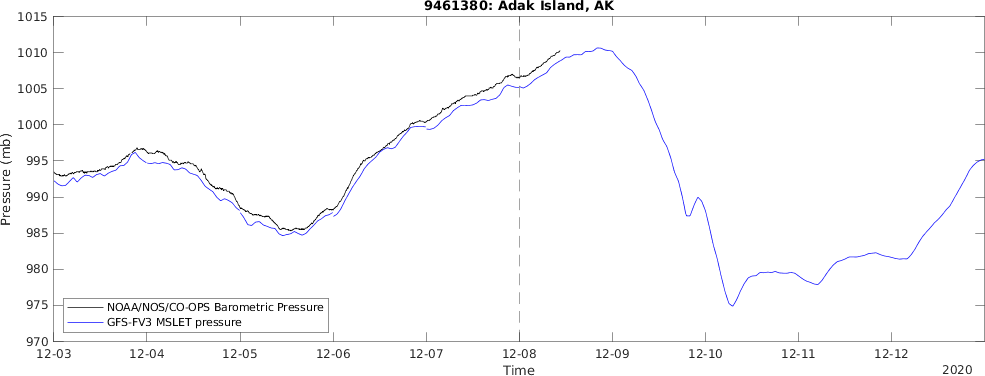 9461380: Adak Island, AK
Pressure (mb)
1015
1010
1005
1000
995
990
985
980
975
970
NOAA/NOS/CO-OPS Barometric Pressure
GFS-FV3 MSLET pressure
12-03 12-04 12-05 12-06 12-07 12-08 12-09 12-10 12-11 12-12
Time
2020